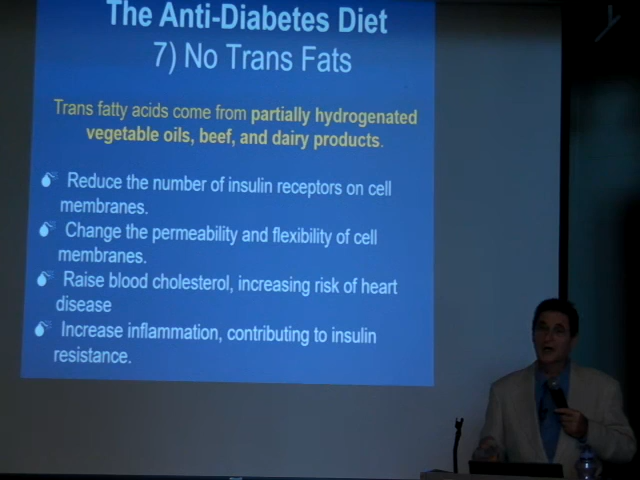 The Anti-Diabetes Diet
7) No Trans Fats
Trans fatty acids come from partially hydrogenated
vegetable oils, beef, and dairy products.
Reduce the number of insulin receptors on cell
membranes.
Change the permeability and flexibility of cell
membranes.
Raise blood cholesterol, increasing risk of heart
disease
Increase inflammation, contributing to insulin
resistance.